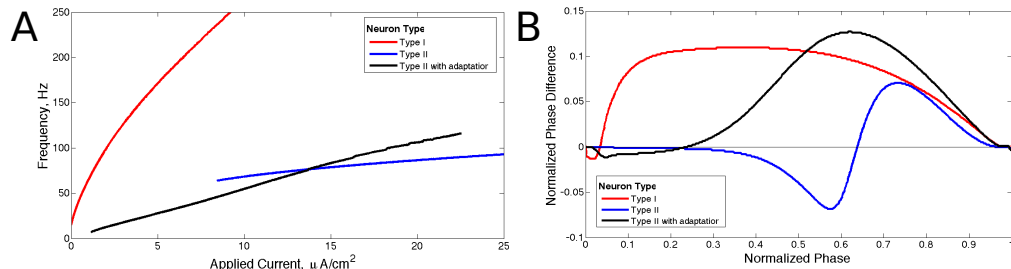 A
250
200
150
100
50
0
0
5
10
15
20
25
Frequency, Hz
Applied Current, μ A/cm²
Neuron Type
Type I
Type II
Type II with adaptatior
B
0.15
0.1
0.05
0
-0.05
-0.1
0
0.1
0.2
0.3
0.4
0.5
0.6
0.7
0.8
0.9
1
Normalized Phase Difference
Normalized Phase
Neuron Type
Type I
Type II
Type II with adaptatior